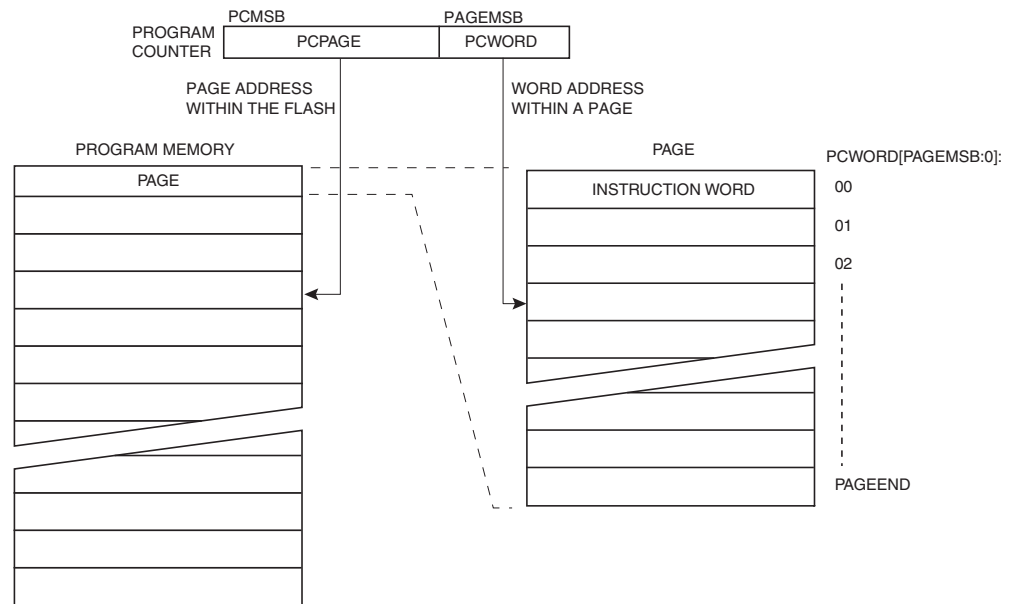 PCMSB PAGEMSB
PROGRAM
COUNTER
PCPAGE PCWORD
PAGE ADDRESS
WITHIN THE FLASH
WORD ADDRESS
WITHIN A PAGE
PROGRAM MEMORY
PAGE
PAGE
INSTRUCTION WORD
PCWORD[PAGEMSB:0]:
00
01
02
PAGEEND